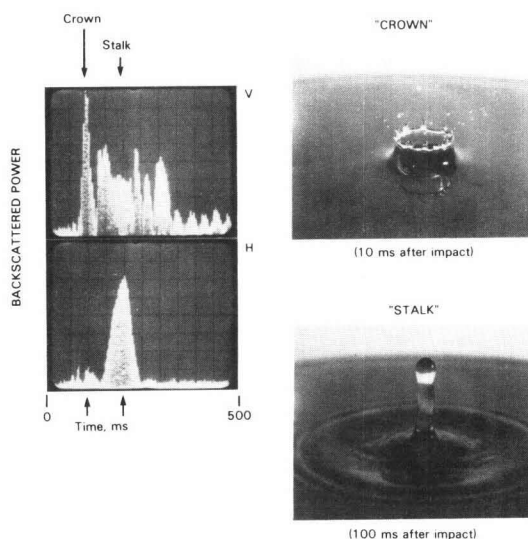 Crown
Stalk
V
BACKSCATTERED POWER
H
0
500
Time, ms
"CROWN"
(10 ms after impact)
"STALK"
(100 ms after impact)